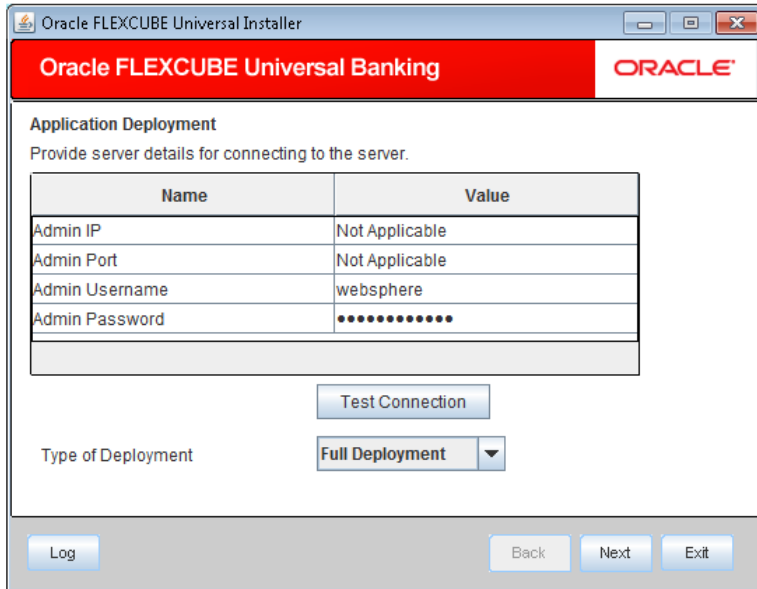 Oracle FLEXCUBE Universal Installer
Oracle FLEXCUBE Universal Banking
ORACLE
Application Deployment
Provide server details for connecting to the server.
Name Value
Admin IP Not Applicable
Admin Port Not Applicable
Admin Username websphere
Admin Password ••••••••••••
Test Connection
Type of Deployment Full Deployment
Log Back Next Exit